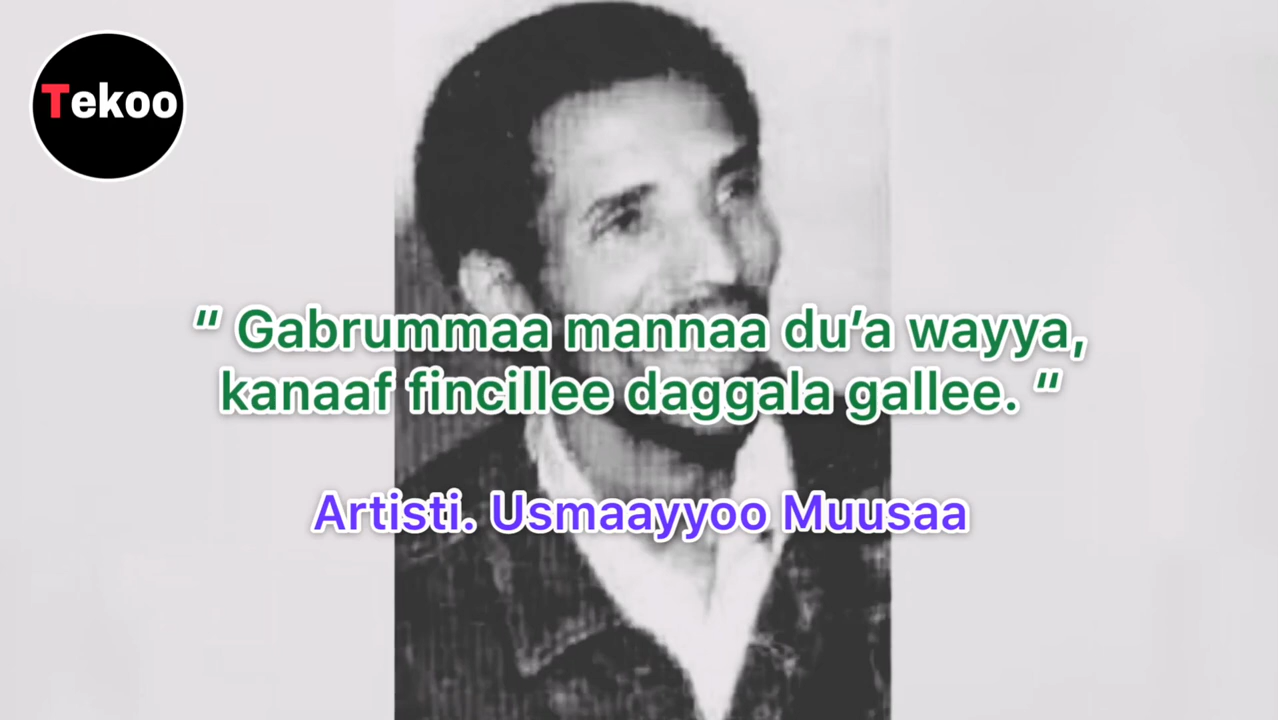 Tekoo
“ Gabrummaa mannaa du’a wayya,
kanaaf fincillee daggala gallee. “
Artisti. Usmaayyoo Muusaa